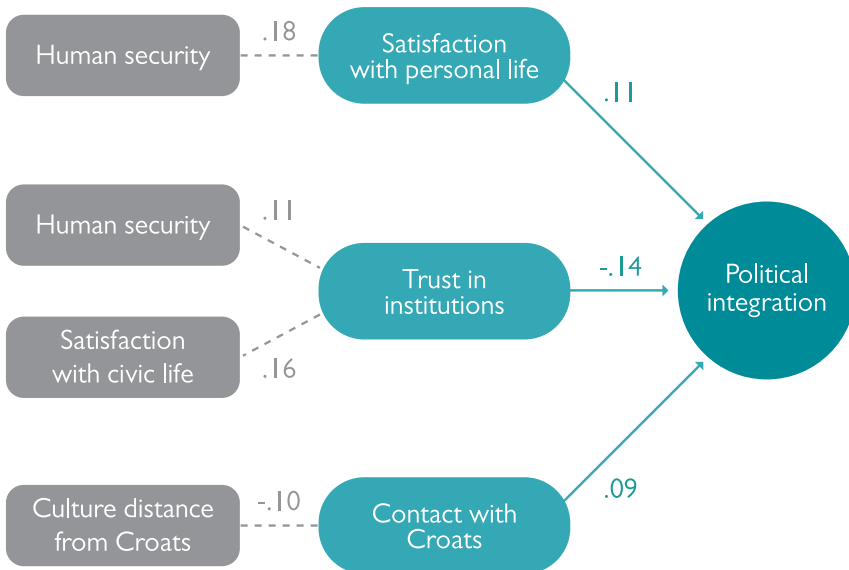 Human security
.18
Satisfaction
with personal life
.11
Human security
.11
Trust in
institutions
-.14
Political
integration
Satisfaction
with civic life
.16
Culture distance
from Croats
-.10
Contact with
Croats
.09